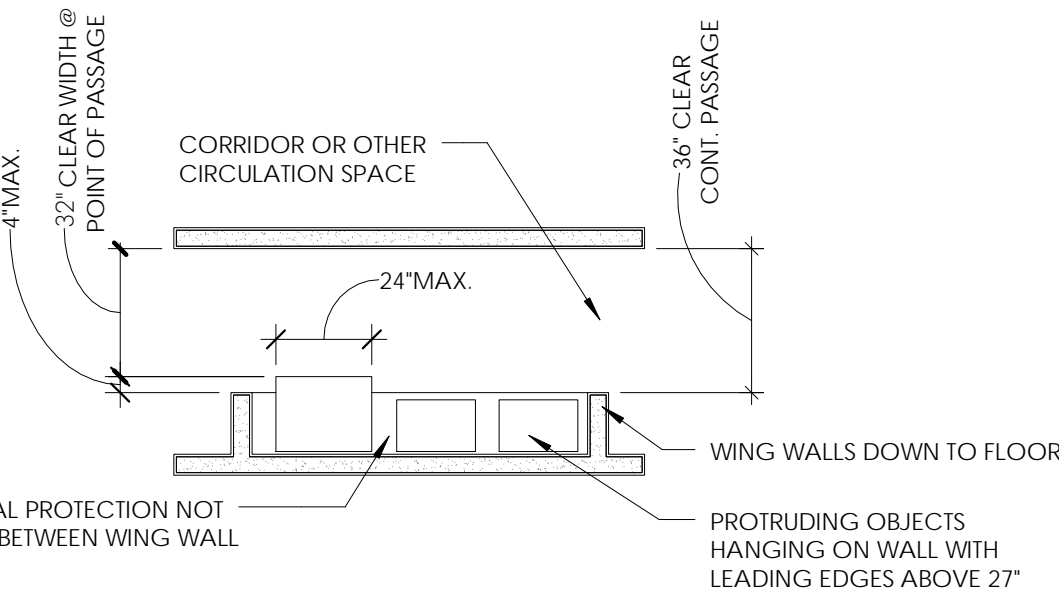 4"MAX.
32" CLEAR WIDTH @
POINT OF PASSAGE
CORRIDOR OR OTHER
CIRCULATION SPACE
36" CLEAR
CONT. PASSAGE
24"MAX.
WING WALLS DOWN TO FLOOR
PROTECTION NOT
BETWEEN WING WALL
PROTRUDING OBJECTS
HANGING ON WALL WITH
LEADING EDGES ABOVE 27"